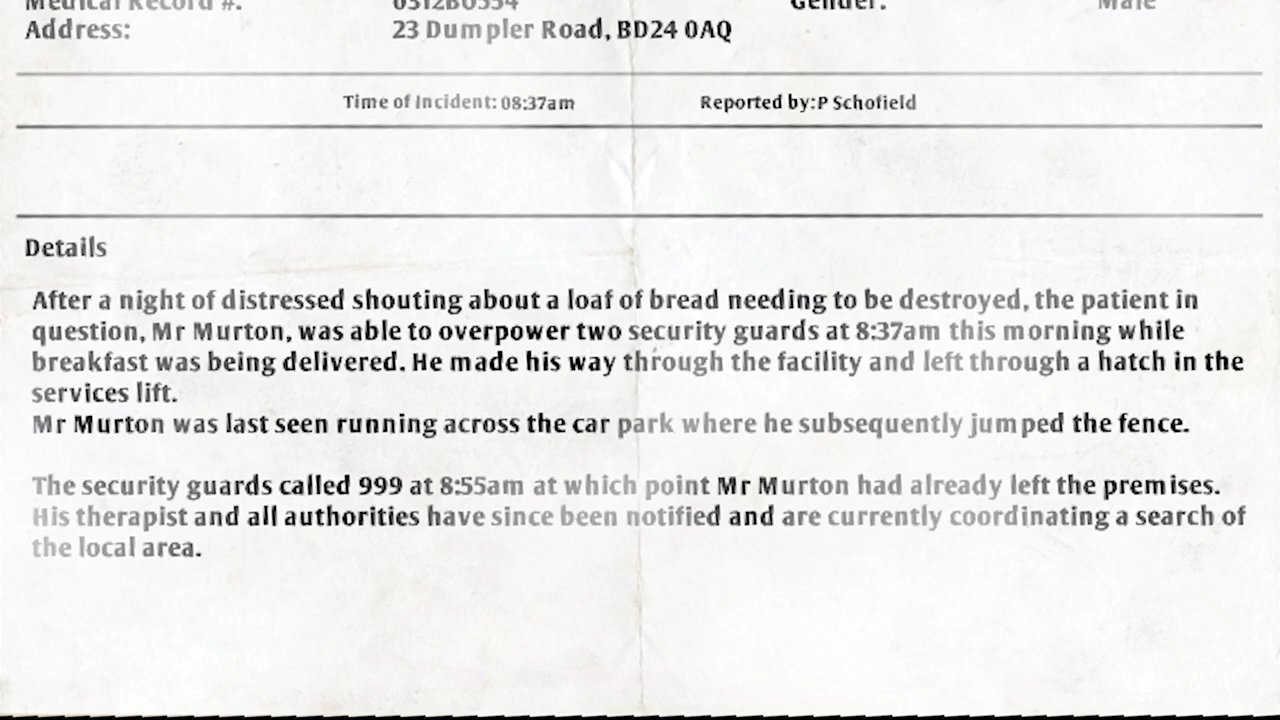 Medical Record #: 0312B0554 Gender: Male
Address: 23 Dumpler Road, BD24 0AQ
Time of Incident: 08:37am Reported by:P Schofield
Details
After a night of distressed shouting about a loaf of bread needing to be destroyed, the patient in
question, Mr Murton, was able to overpower two security guards at 8:37am this morning while
breakfast was being delivered. He made his way through the facility and left through a hatch in the
services lift.
Mr Murton was last seen running across the car park where he subsequently jumped the fence.
The security guards called 999 at 8:55am at which point Mr Murton had already left the premises.
His therapist and all authorities have since been notified and are currently coordinating a search of
the local area.